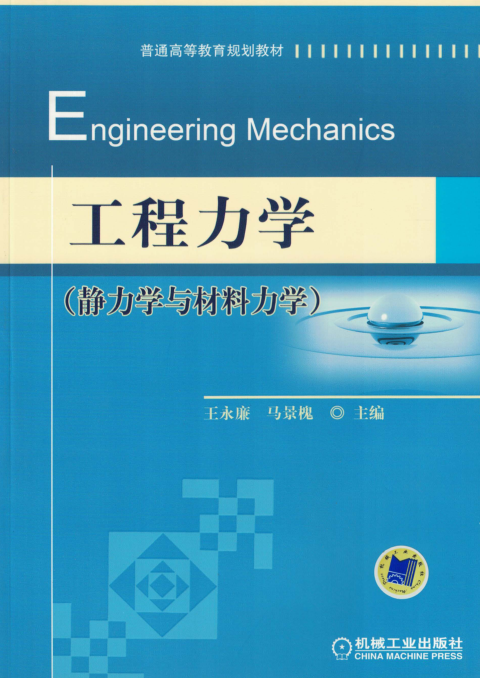 普通高等教育规划教材
Engineering Mechanics
工程力学
(静力学与材料力学)
王永廉 马景槐 ◎ 主编
机械工业出版社
CHINA MACHINE PRESS